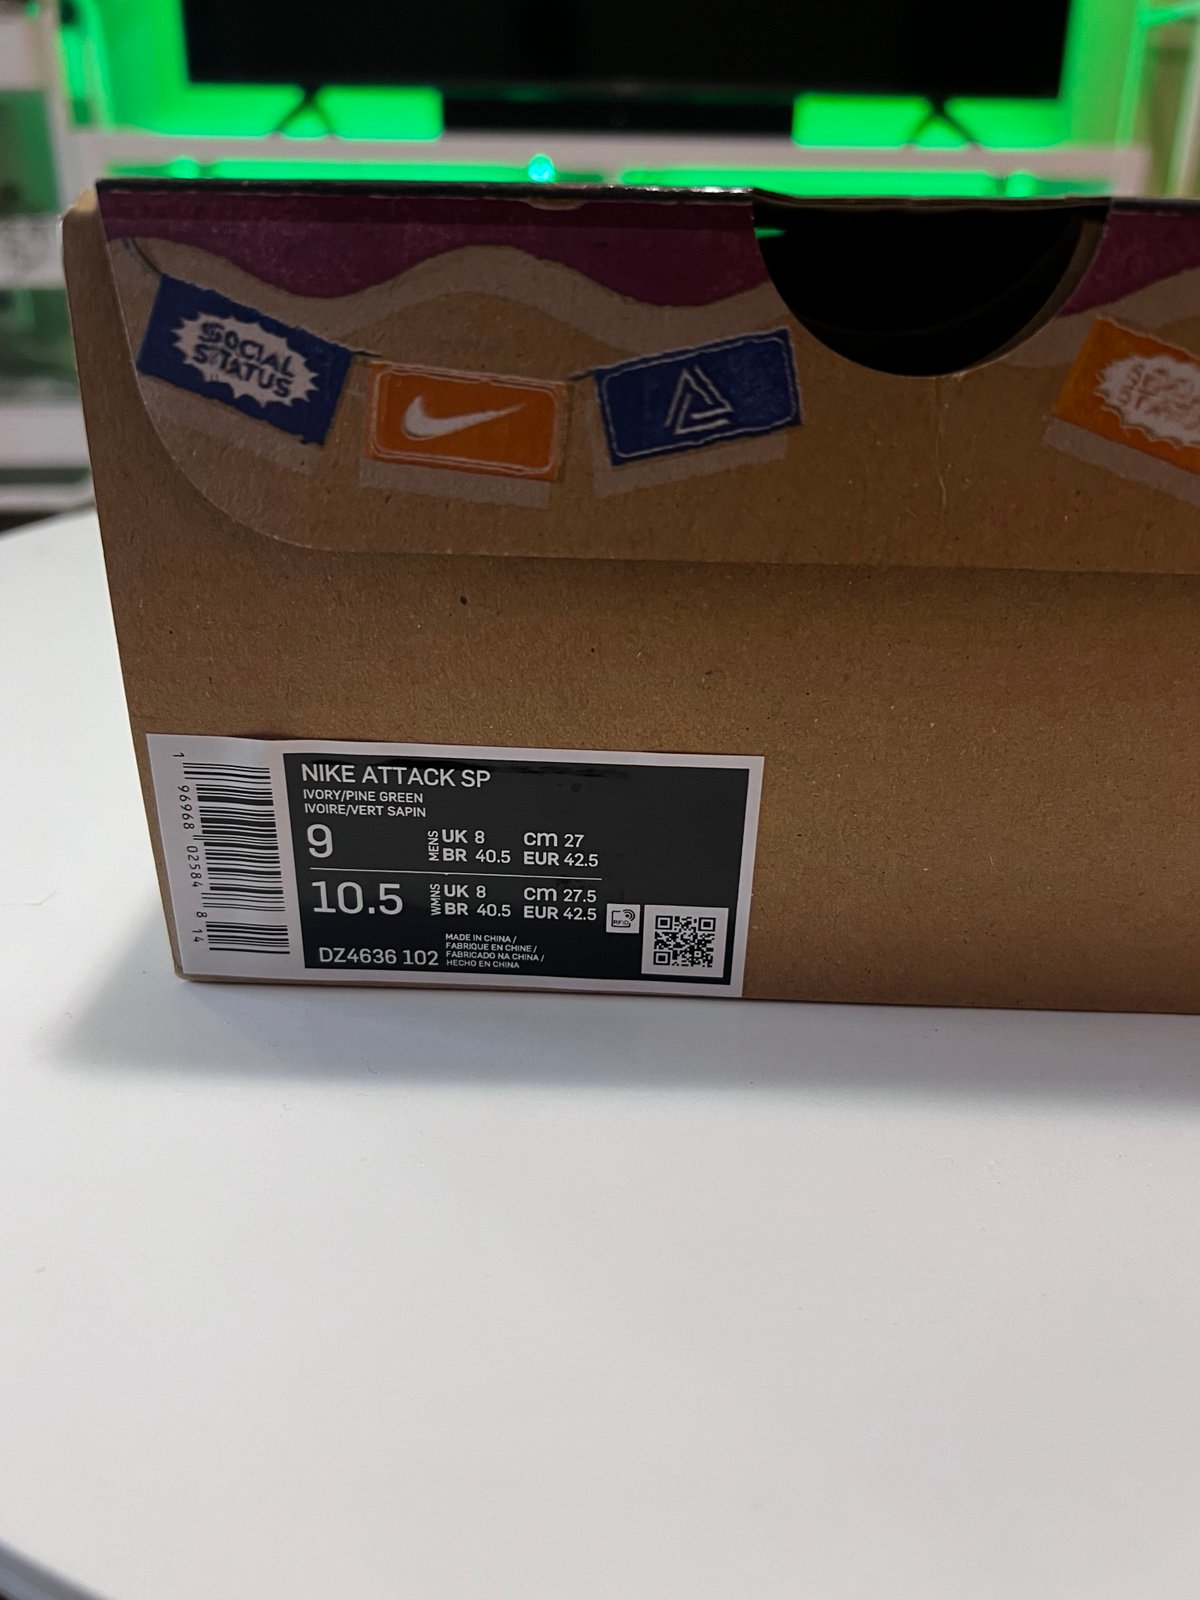 SOCIAL
STATUS
SOCIAL
STATUS
NIKE ATTACK SP
IVORY/PINE GREEN
IVOIRE/VERT SAPIN
9 MENS UK 8 cm 27
BR 40.5 EUR 42.5
10.5 WMNS UK 8 cm 27.5
BR 40.5 EUR 42.5
RFID
DZ4636 102
MADE IN CHINA /
FABRIQUE EN CHINE /
FABRICADO NA CHINA /
HECHO EN CHINA
1 96968 02584 8 14